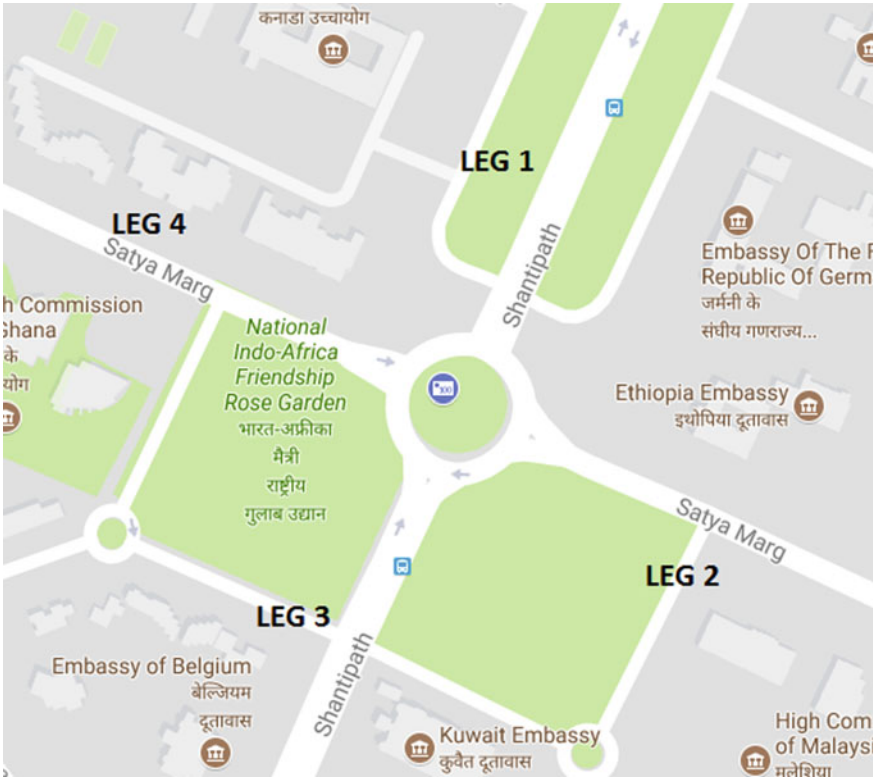 कनाडा उच्चायोग
LEG 1
LEG 4
Satya Marg
Shantipath
Embassy Of The F
Republic Of Germ
जर्मनी के
संघीय गणराज्य...
h Commission
Ghana
के
योग
National
Indo-Africa
Friendship
Rose Garden
भारत-अफ्रीका
मैत्री
राष्ट्रीय
गुलाब उद्यान
Ethiopia Embassy
इथोपिया दूतावास
Satya Marg
LEG 2
LEG 3
Shantipath
Embassy of Belgium
बेल्जियम
दूतावास
Kuwait Embassy
कुवैत दूतावास
High Com
of Malaysi
मलेशिया